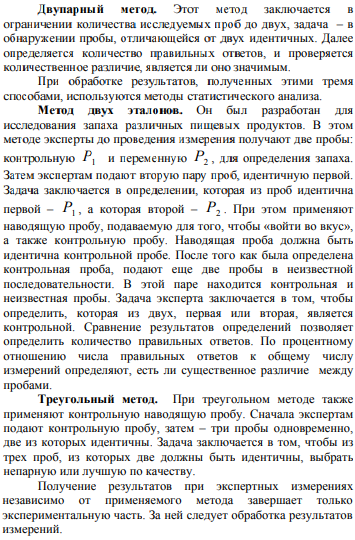 Двупарный метод. Этот метод заключается в
ограничении количества исследуемых проб до двух, задача – в
обнаружении пробы, отличающейся от двух идентичных. Далее
определяется количество правильных ответов, и проверяется
количественное различие, является ли оно значимым.
При обработке результатов, полученных этими тремя
способами, используются методы статистического анализа.
Метод двух эталонов. Он был разработан для
исследования запаха различных пищевых продуктов. В этом
методе эксперты до проведения измерения получают две пробы:
контрольную P₁ и переменную P₂, для определения запаха.
Затем экспертам подают вторую пару проб, идентичную первой.
Задача заключается в определении, которая из проб идентична
первой – P₁, а которая второй – P₂. При этом применяют
наводящую пробу, подаваемую для того, чтобы «войти во вкус»,
а также контрольную пробу. Наводящая проба должна быть
идентична контрольной пробе. После того как была определена
контрольная проба, подают еще две пробы в неизвестной
последовательности. В этой паре находится контрольная и
неизвестная пробы. Задача эксперта заключается в том, чтобы
определить, которая из двух, первая или вторая, является
контрольной. Сравнение результатов определений позволяет
определить количество правильных ответов. По процентному
отношению числа правильных ответов к общему числу
измерений определяют, есть ли существенное различие между
пробами.
Треугольный метод. При треугольном методе также
применяют контрольную наводящую пробу. Сначала экспертам
подают контрольную пробу, затем – три пробы одновременно,
две из которых идентичны. Задача заключается в том, чтобы из
трех проб, из которых две должны быть идентичны, выбрать
непарную или лучшую по качеству.
Получение результатов при экспертных измерениях
независимо от применяемого метода завершает только
экспериментальную часть. За ней следует обработка результатов
измерений.